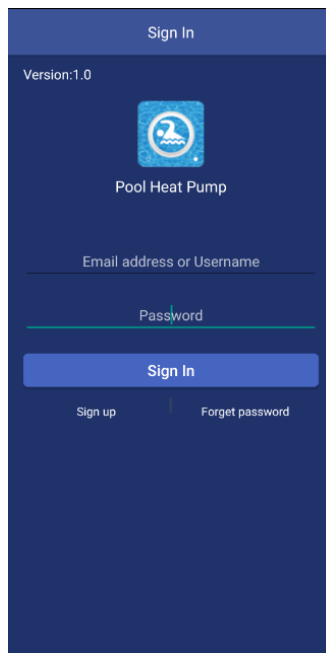 Sign In
Version:1.0
Pool Heat Pump
Email address or Username
Password
Sign In
Sign up
Forget password